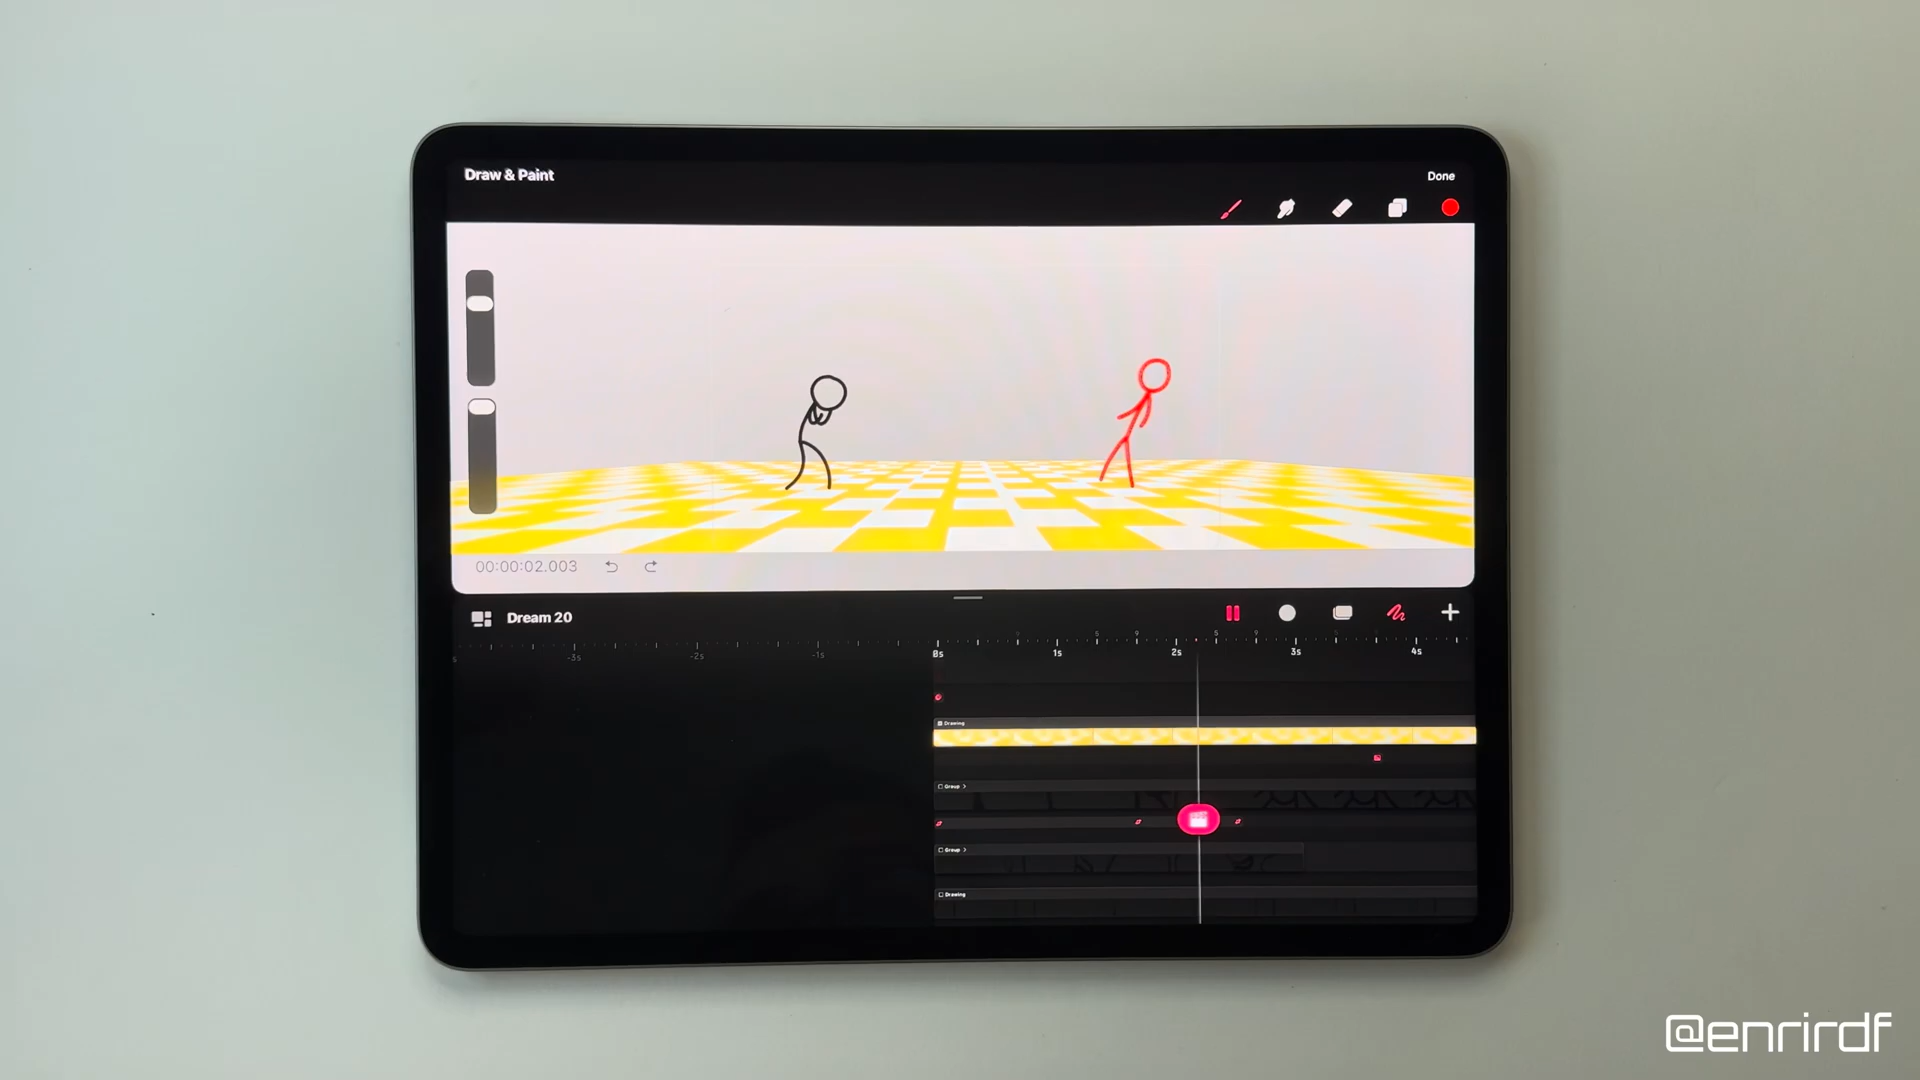 Draw & Paint
Done
00:00:02.003
Dream 20
-3s
-2s
-1s
0s
1s
2s
3s
4s
Drawing
Group
Group
Drawing
@enrirdf